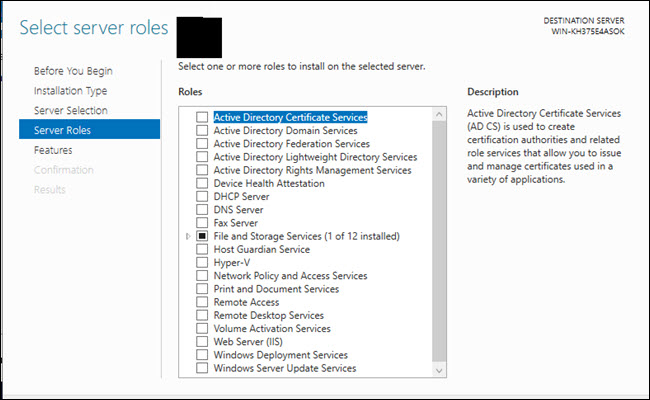 Select server roles
DESTINATION SERVER
WIN-KH375E4ASOK
Before You Begin
Installation Type
Server Selection
Server Roles
Features
Confirmation
Results
Select one or more roles to install on the selected server.
Roles
Active Directory Certificate Services
Active Directory Domain Services
Active Directory Federation Services
Active Directory Lightweight Directory Services
Active Directory Rights Management Services
Device Health Attestation
DHCP Server
DNS Server
Fax Server
File and Storage Services (1 of 12 installed)
Host Guardian Service
Hyper-V
Network Policy and Access Services
Print and Document Services
Remote Access
Remote Desktop Services
Volume Activation Services
Web Server (IIS)
Windows Deployment Services
Windows Server Update Services
Description
Active Directory Certificate Services
(AD CS) is used to create
certification authorities and related
role services that allow you to issue
and manage certificates used in a
variety of applications.